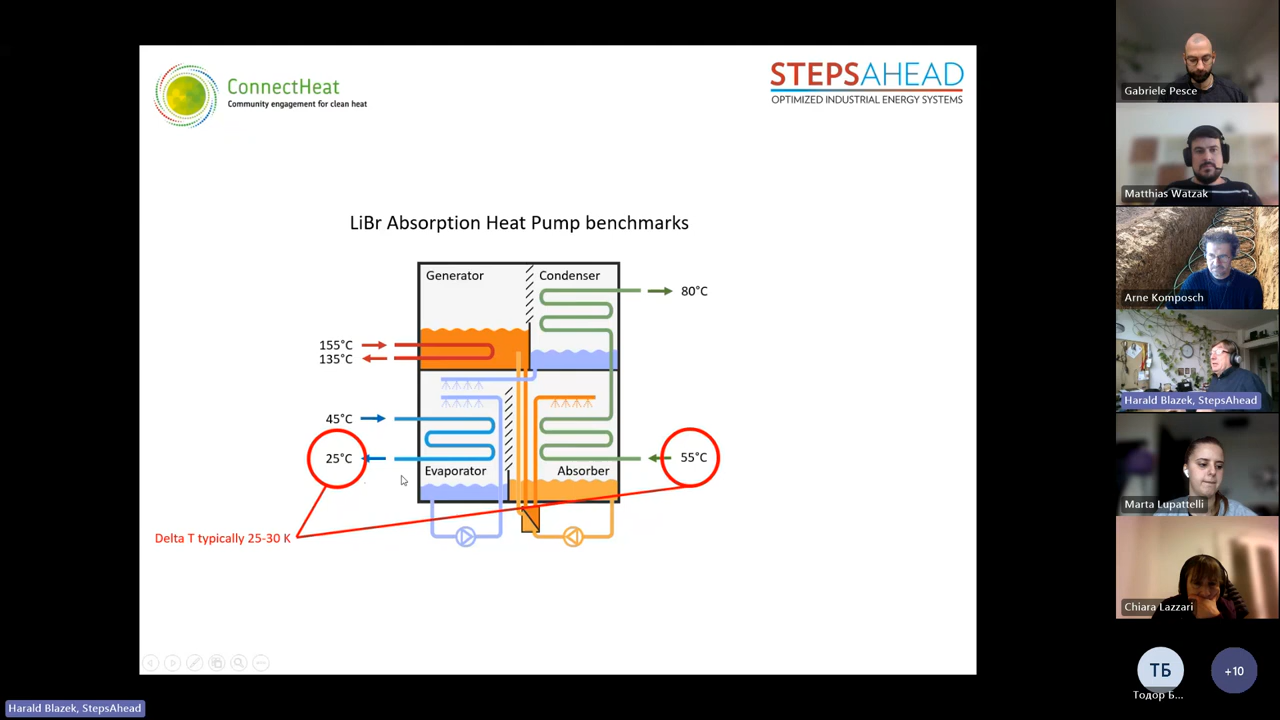 ConnectHeat
Community engagement for clean heat
STEPSAHEAD
OPTIMIZED INDUSTRIAL ENERGY SYSTEMS
LiBr Absorption Heat Pump benchmarks
Generator
Condenser
80°C
155°C
135°C
45°C
25°C
55°C
Evaporator
Absorber
Delta T typically 25-30 K
Gabriele Pesce
Matthias Watzak
Arne Komposch
Harald Blazek, StepsAhead
Marta Lupattelli
Chiara Lazzari
ТБ
Тодор Б...
+10
Harald Blazek, StepsAhead